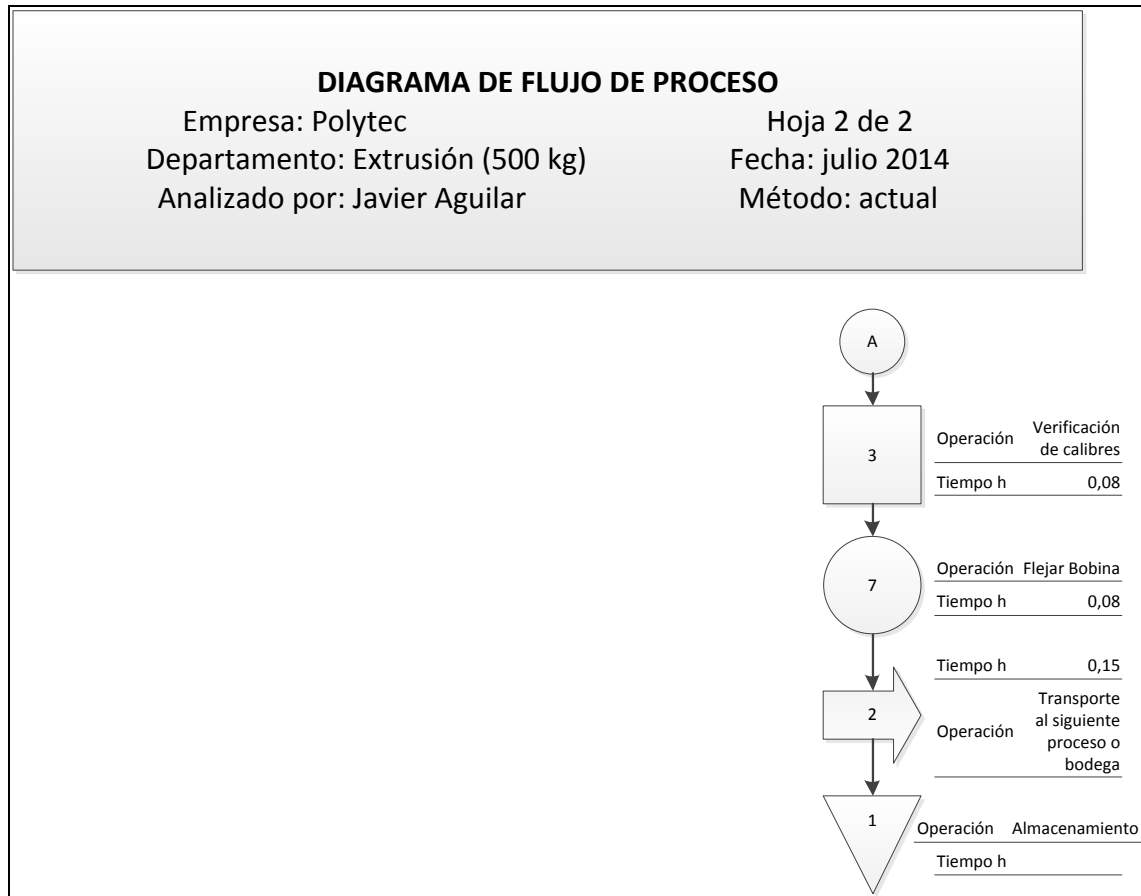 DIAGRAMA DE FLUJO DE PROCESO
Empresa: Polytec Hoja 2 de 2
Departamento: Extrusión (500 kg) Fecha: julio 2014
Analizado por: Javier Aguilar Método: actual
A
3
Operación Verificación
de calibres
Tiempo h 0,08
7
Operación Flejar Bobina
Tiempo h 0,08
Tiempo h 0,15
2
Operación Transporte
al siguiente
proceso o
bodega
1
Operación Almacenamiento
Tiempo h